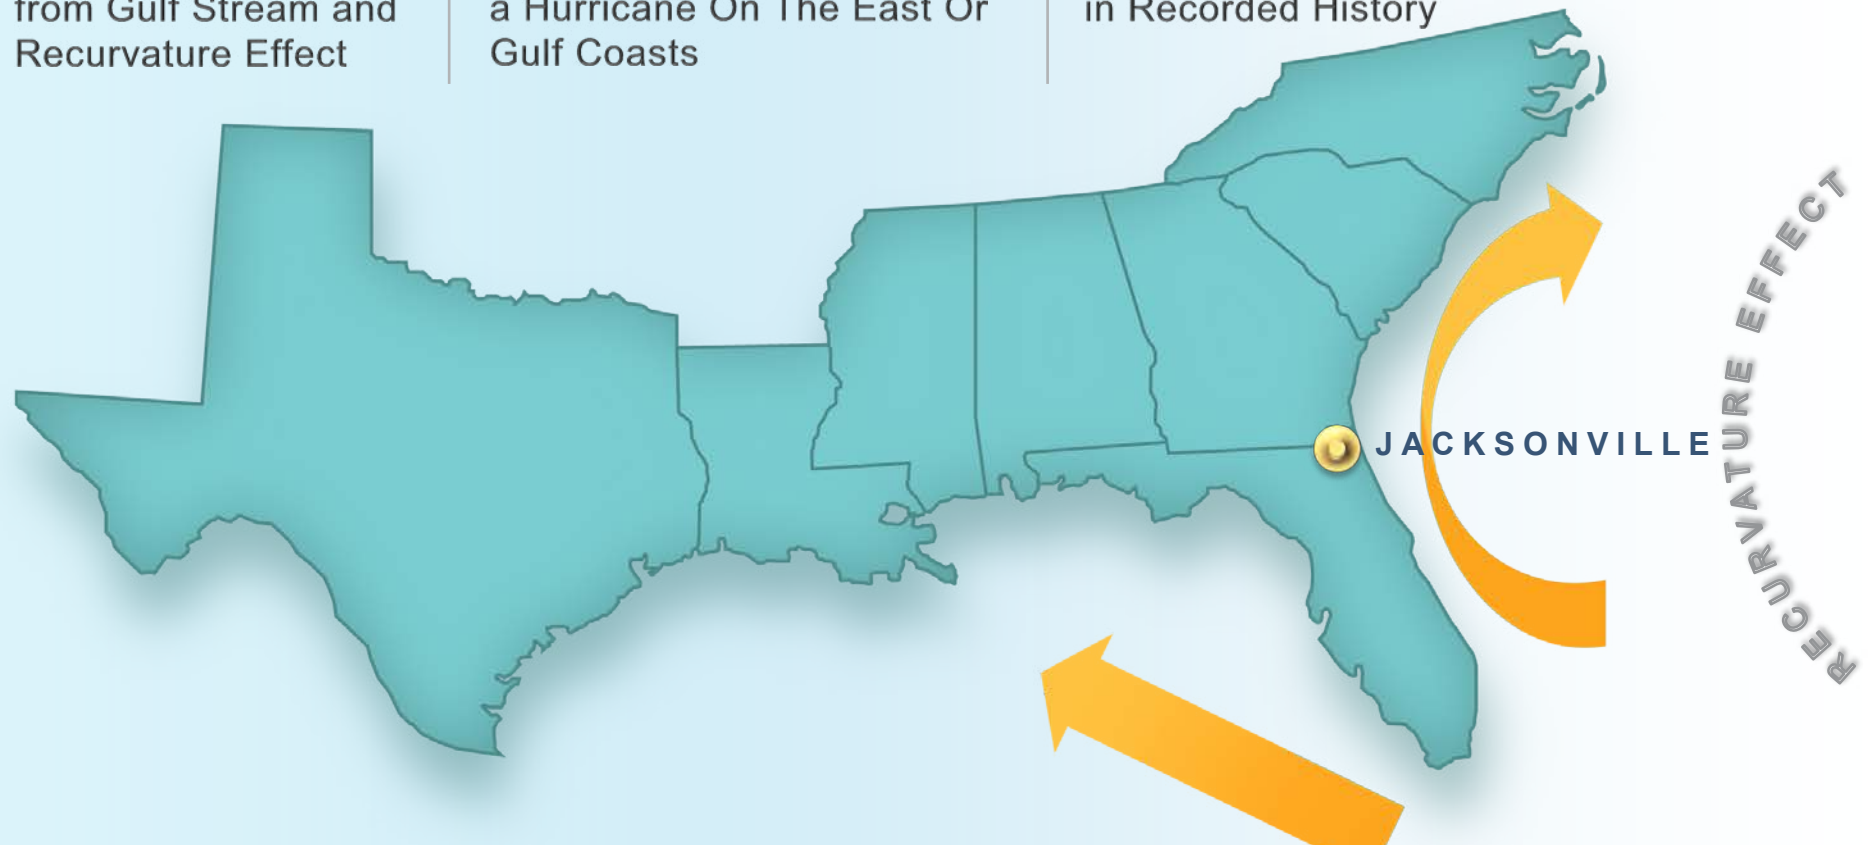 from Gulf Stream and
Recurvature Effect
a Hurricane On The East Or
Gulf Coasts
in Recorded History
JACKSONVILLE
RECURVATURE EFFECT